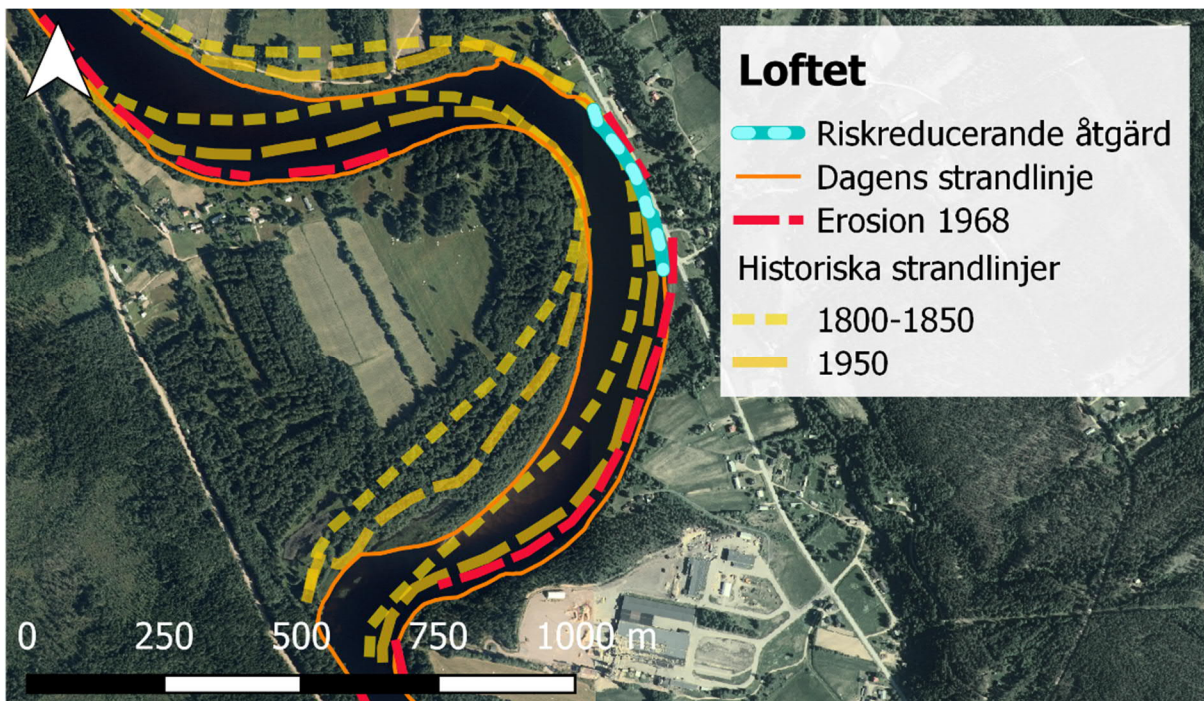 Loftet
Riskreducerande åtgärd
Dagens strandlinje
Erosion 1968
Historiska strandlinjer
1800-1850
1950
0 250 500 750 1000 m